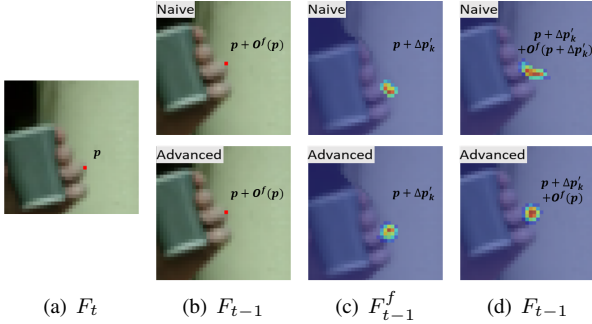 Naive
p + O^f(p)
Naive
p + Δp'_k
Naive
p + Δp'_k
+O^f(p + Δp'_k)
p
Advanced
p + O^f(p)
Advanced
p + Δp'_k
Advanced
p + Δp'_k
+O^f(p)
(a) F_t
(b) F_{t-1}
(c) F^f_{t-1}
(d) F_{t-1}